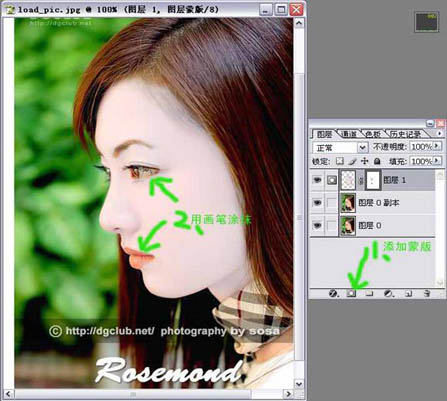 load_pic.jpg @ 100% (图层 1, 图层蒙版/8)
http://dgclub.net/
图层 通道 色板 历史记录
正常 不透明度: 100%
锁定: 填充: 100%
图层 1
图层 0 副本
图层 0
2、用画笔涂抹
1、添加蒙版
© http://dgclub.net/ photography by sosa
Rosemond